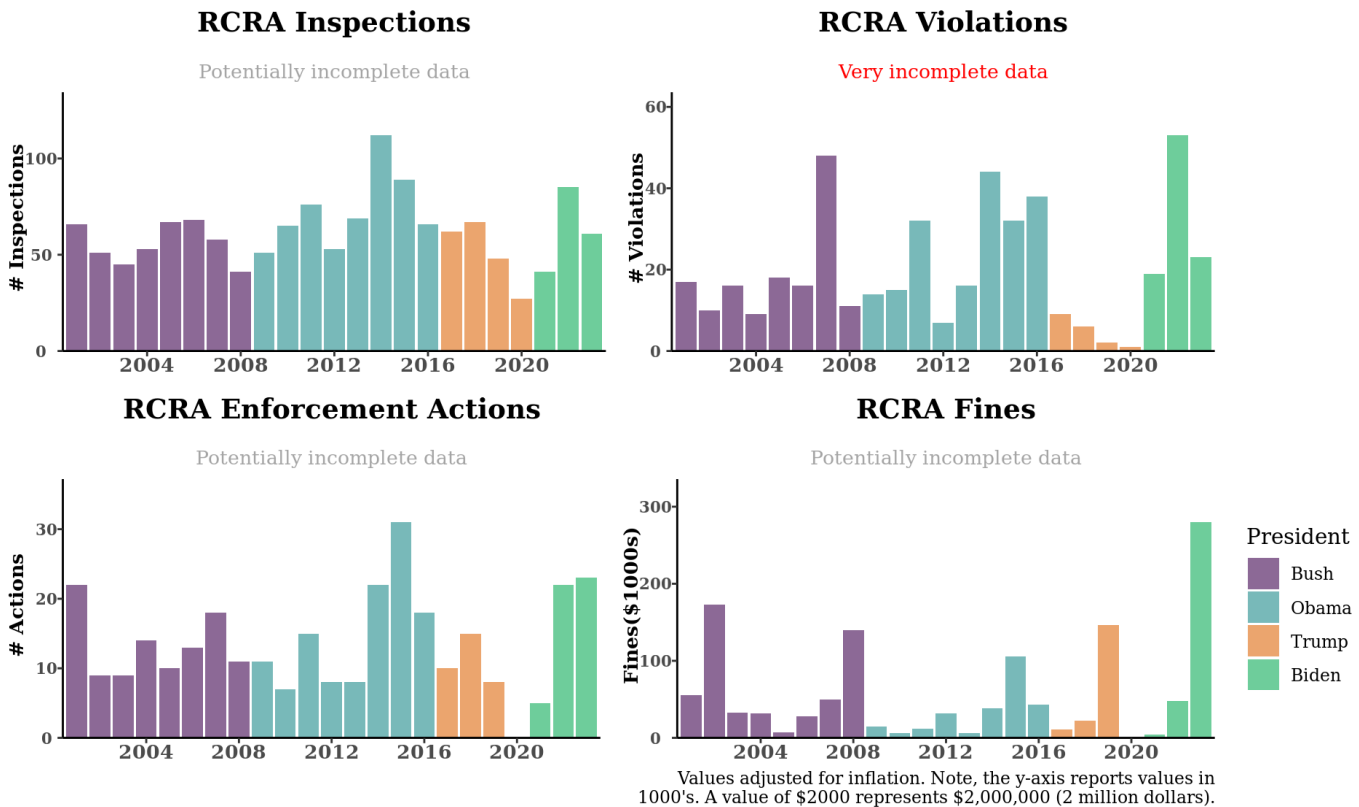 RCRA Inspections
Potentially incomplete data
# Inspections
100
50
0
2004 2008 2012 2016 2020
RCRA Violations
Very incomplete data
# Violations
60
40
20
0
2004 2008 2012 2016 2020
RCRA Enforcement Actions
Potentially incomplete data
# Actions
30
20
10
0
2004 2008 2012 2016 2020
RCRA Fines
Potentially incomplete data
Fines($1000s)
300
200
100
0
2004 2008 2012 2016 2020
President
Bush
Obama
Trump
Biden
Values adjusted for inflation. Note, the y-axis reports values in
1000's. A value of $2000 represents $2,000,000 (2 million dollars).